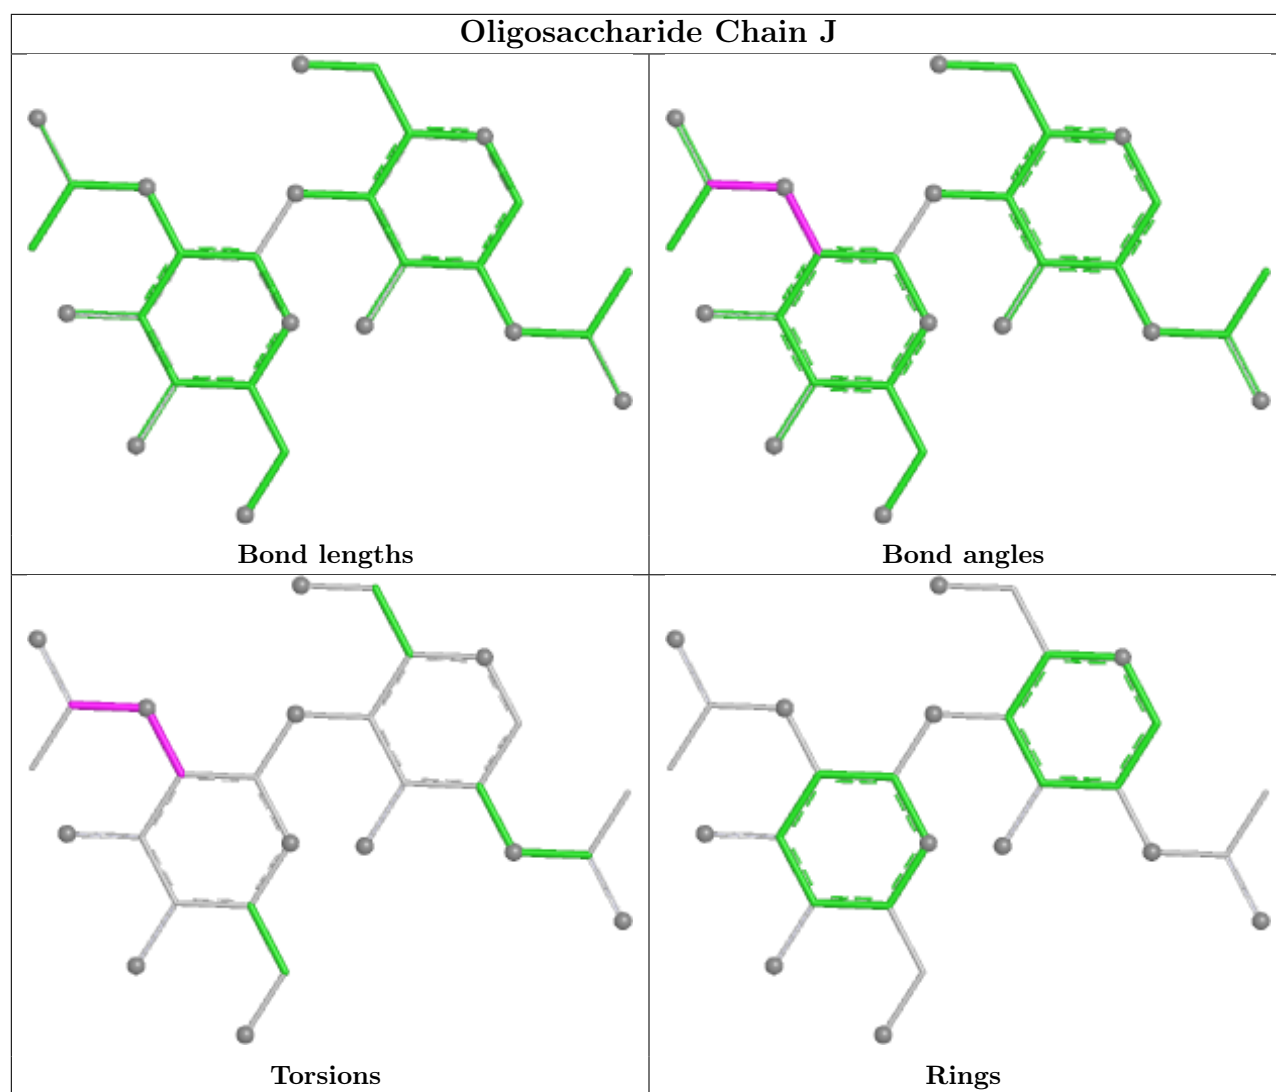 Oligosaccharide Chain J
Bond lengths
Bond angles
Torsions
Rings